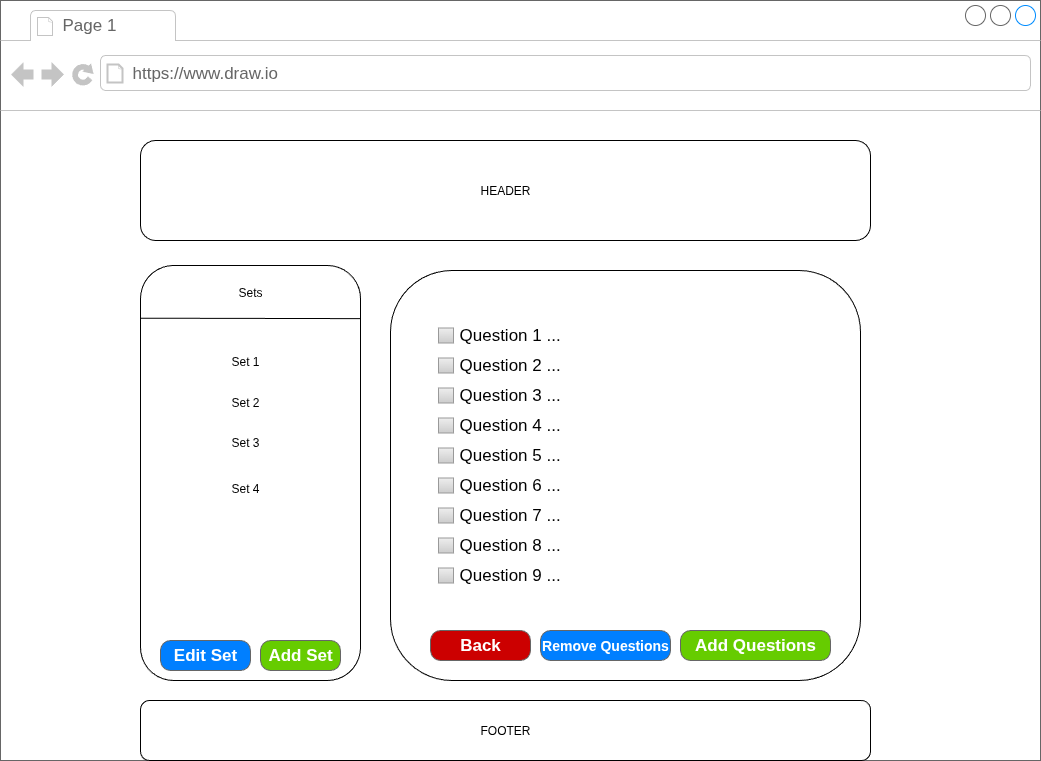 Page 1
https://www.draw.io
HEADER
Sets
Set 1
Set 2
Set 3
Set 4
Edit Set
Add Set
Question 1 ...
Question 2 ...
Question 3 ...
Question 4 ...
Question 5 ...
Question 6 ...
Question 7 ...
Question 8 ...
Question 9 ...
Back
Remove Questions
Add Questions
FOOTER